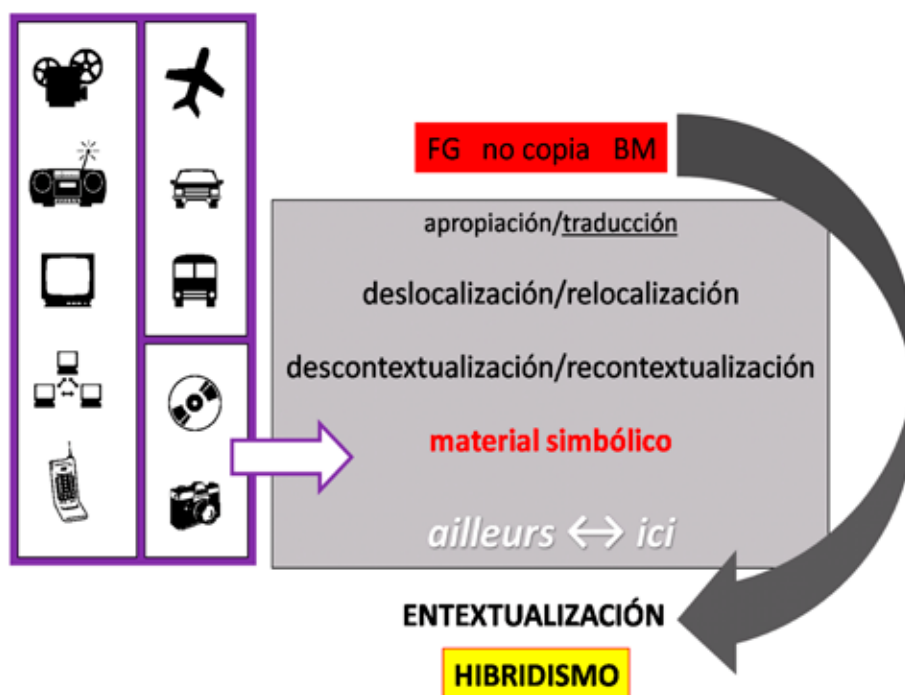 FG no copia BM
apropiación/traducción
deslocalización/relocalización
descontextualización/recontextualización
material simbólico
ailleurs ↔ ici
ENTEXTUALIZACIÓN
HIBRIDISMO